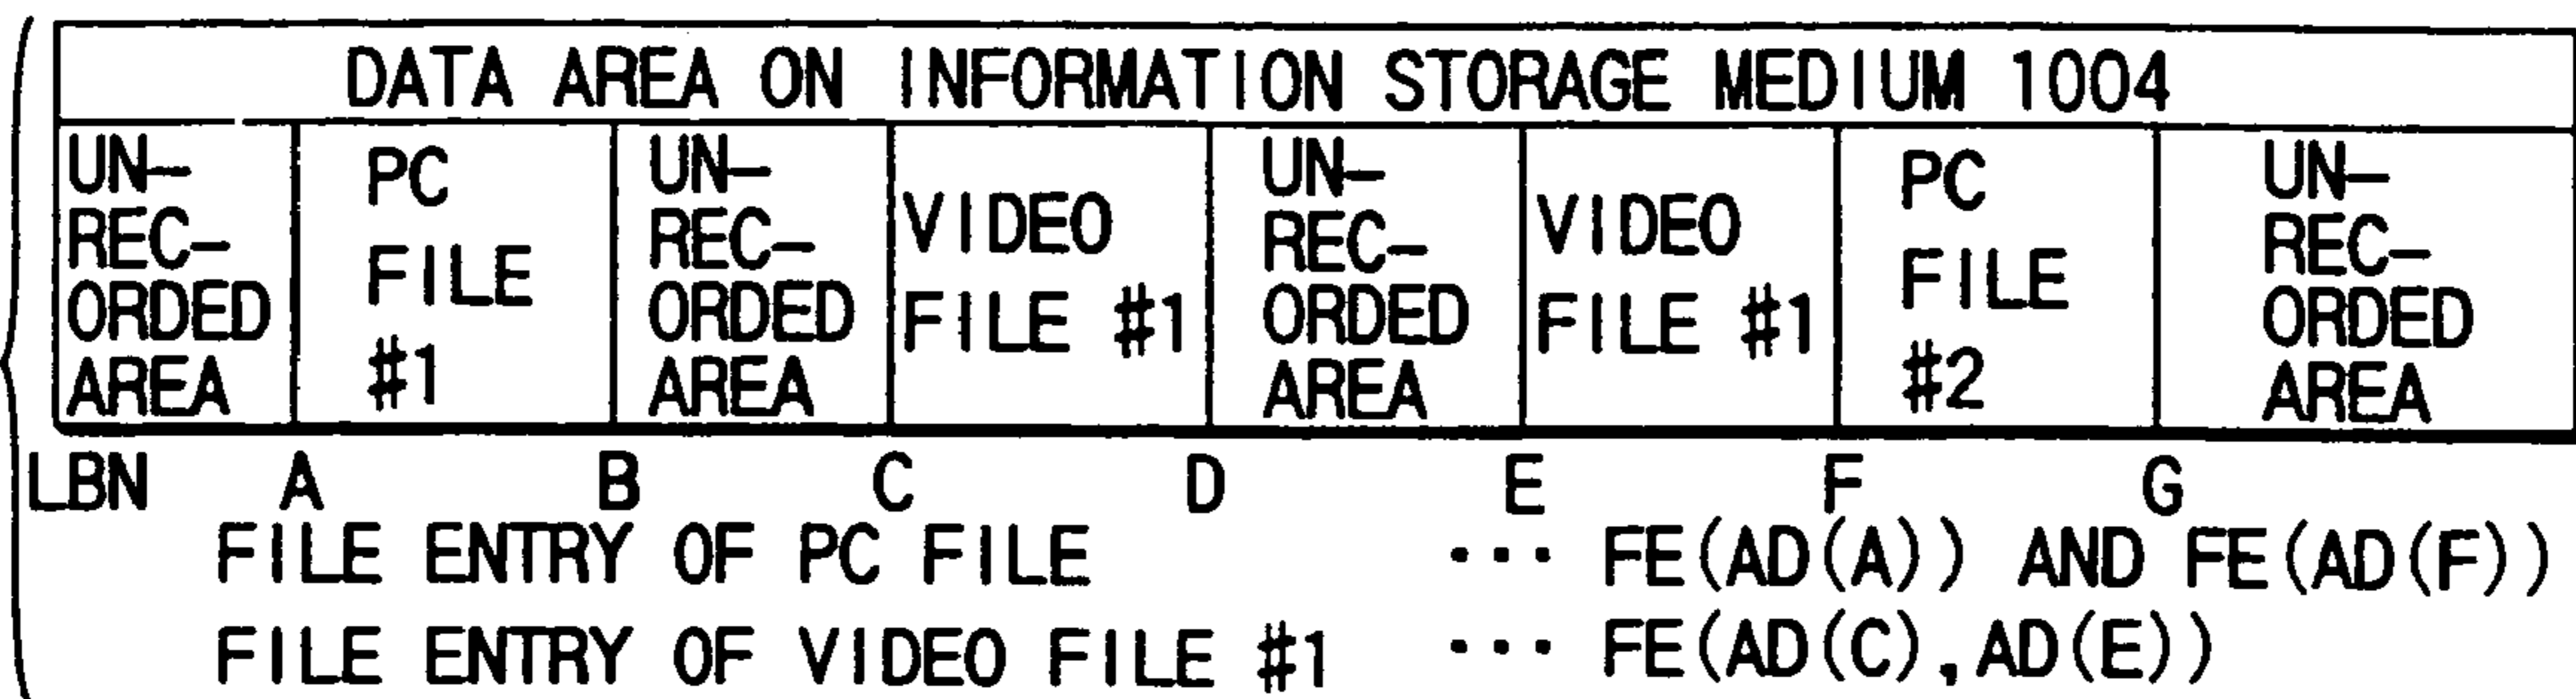 DATA AREA ON INFORMATION STORAGE MEDIUM 1004
UN-
REC-
ORDED
AREA
PC
FILE
#1
UN-
REC-
ORDED
AREA
VIDEO
FILE #1
UN-
REC-
ORDED
AREA
VIDEO
FILE #1
PC
FILE
#2
UN-
REC-
ORDED
AREA
LBN A B C D E F G
FILE ENTRY OF PC FILE ··· FE(AD(A)) AND FE(AD(F))
FILE ENTRY OF VIDEO FILE #1 ··· FE(AD(C),AD(E))